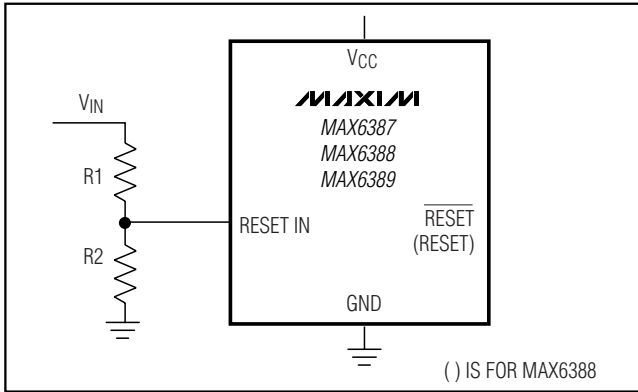 VCC
MAXIM
VIN
MAX6387
MAX6388
MAX6389
R1
RESET IN
RESET
(RESET)
R2
GND
( ) IS FOR MAX6388